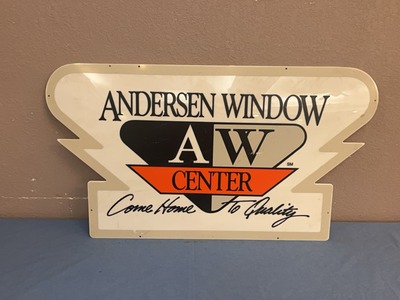 ANDERSEN WINDOW
AW
SM
CENTER
Come Home To Quality